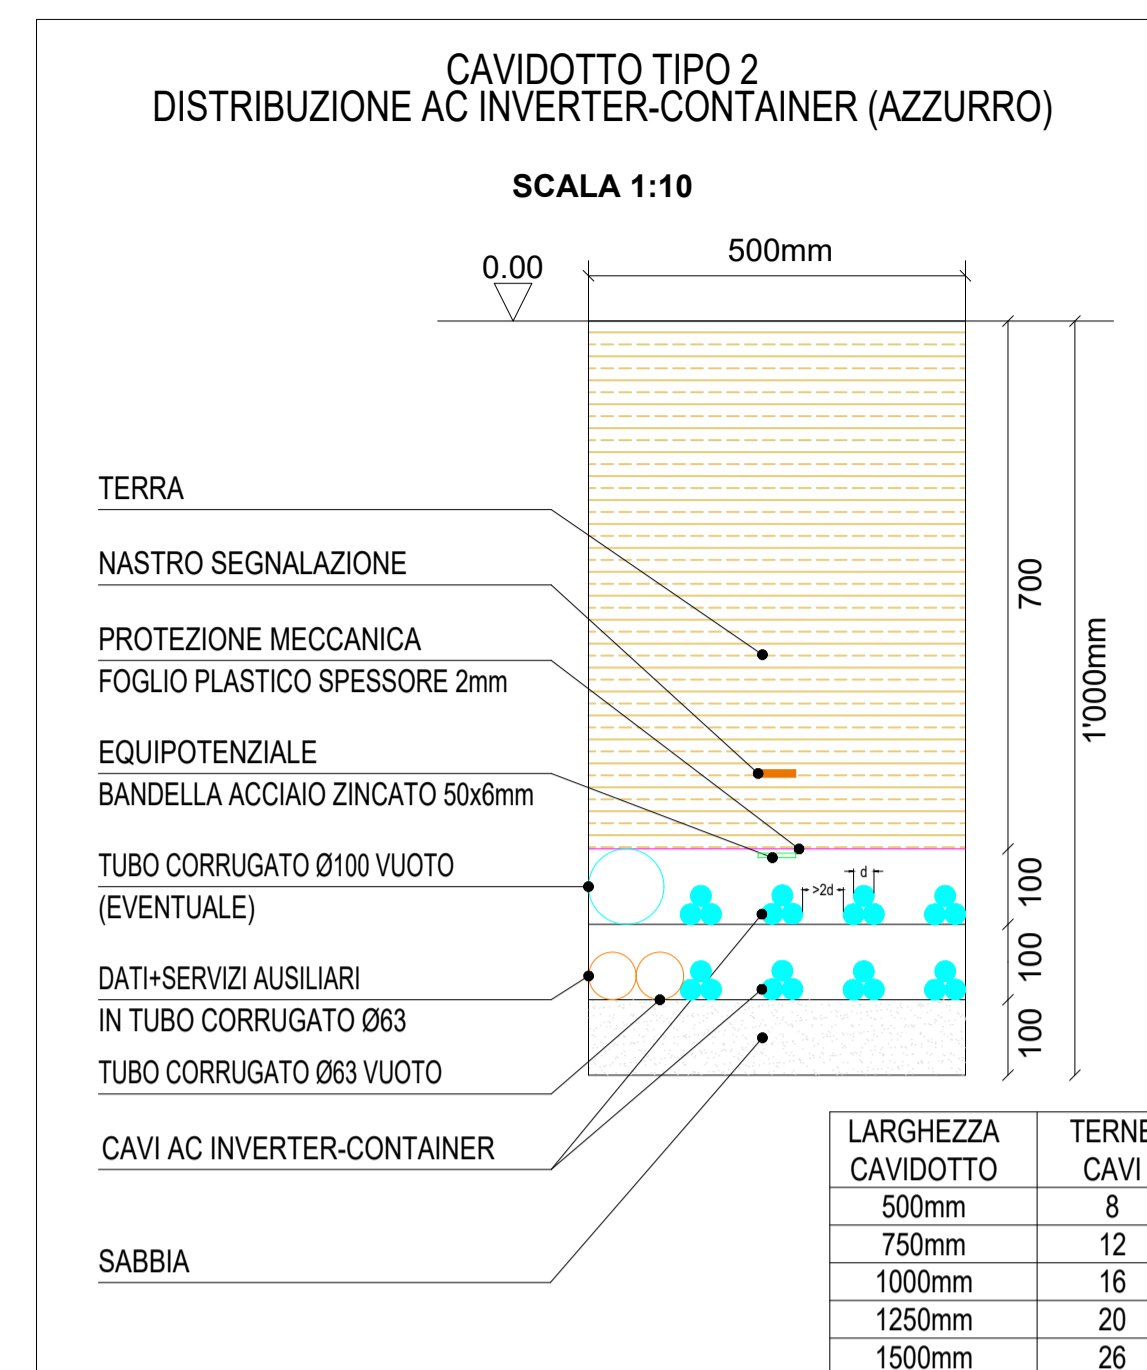 CAVIDOTTO TIPO 2
DISTRIBUZIONE AC INVERTER-CONTAINER (AZZURRO)
SCALA 1:10
500mm
0.00
TERRA
NASTRO SEGNALAZIONE
PROTEZIONE MECCANICA
FOGLIO PLASTICO SPESSORE 2mm
EQUIPOTENZIALE
BANDELLA ACCIAIO ZINCATO 50x6mm
TUBO CORRUGATO Ø100 VUOTO
(EVENTUALE)
DATI+SERVIZI AUSILIARI
IN TUBO CORRUGATO Ø63
TUBO CORRUGATO Ø63 VUOTO
CAVI AC INVERTER-CONTAINER
SABBIA
d
>2d
700
100
100
100
1'000mm
LARGHEZZA CAVIDOTTO TERNE CAVI
500mm 8
750mm 12
1000mm 16
1250mm 20
1500mm 26